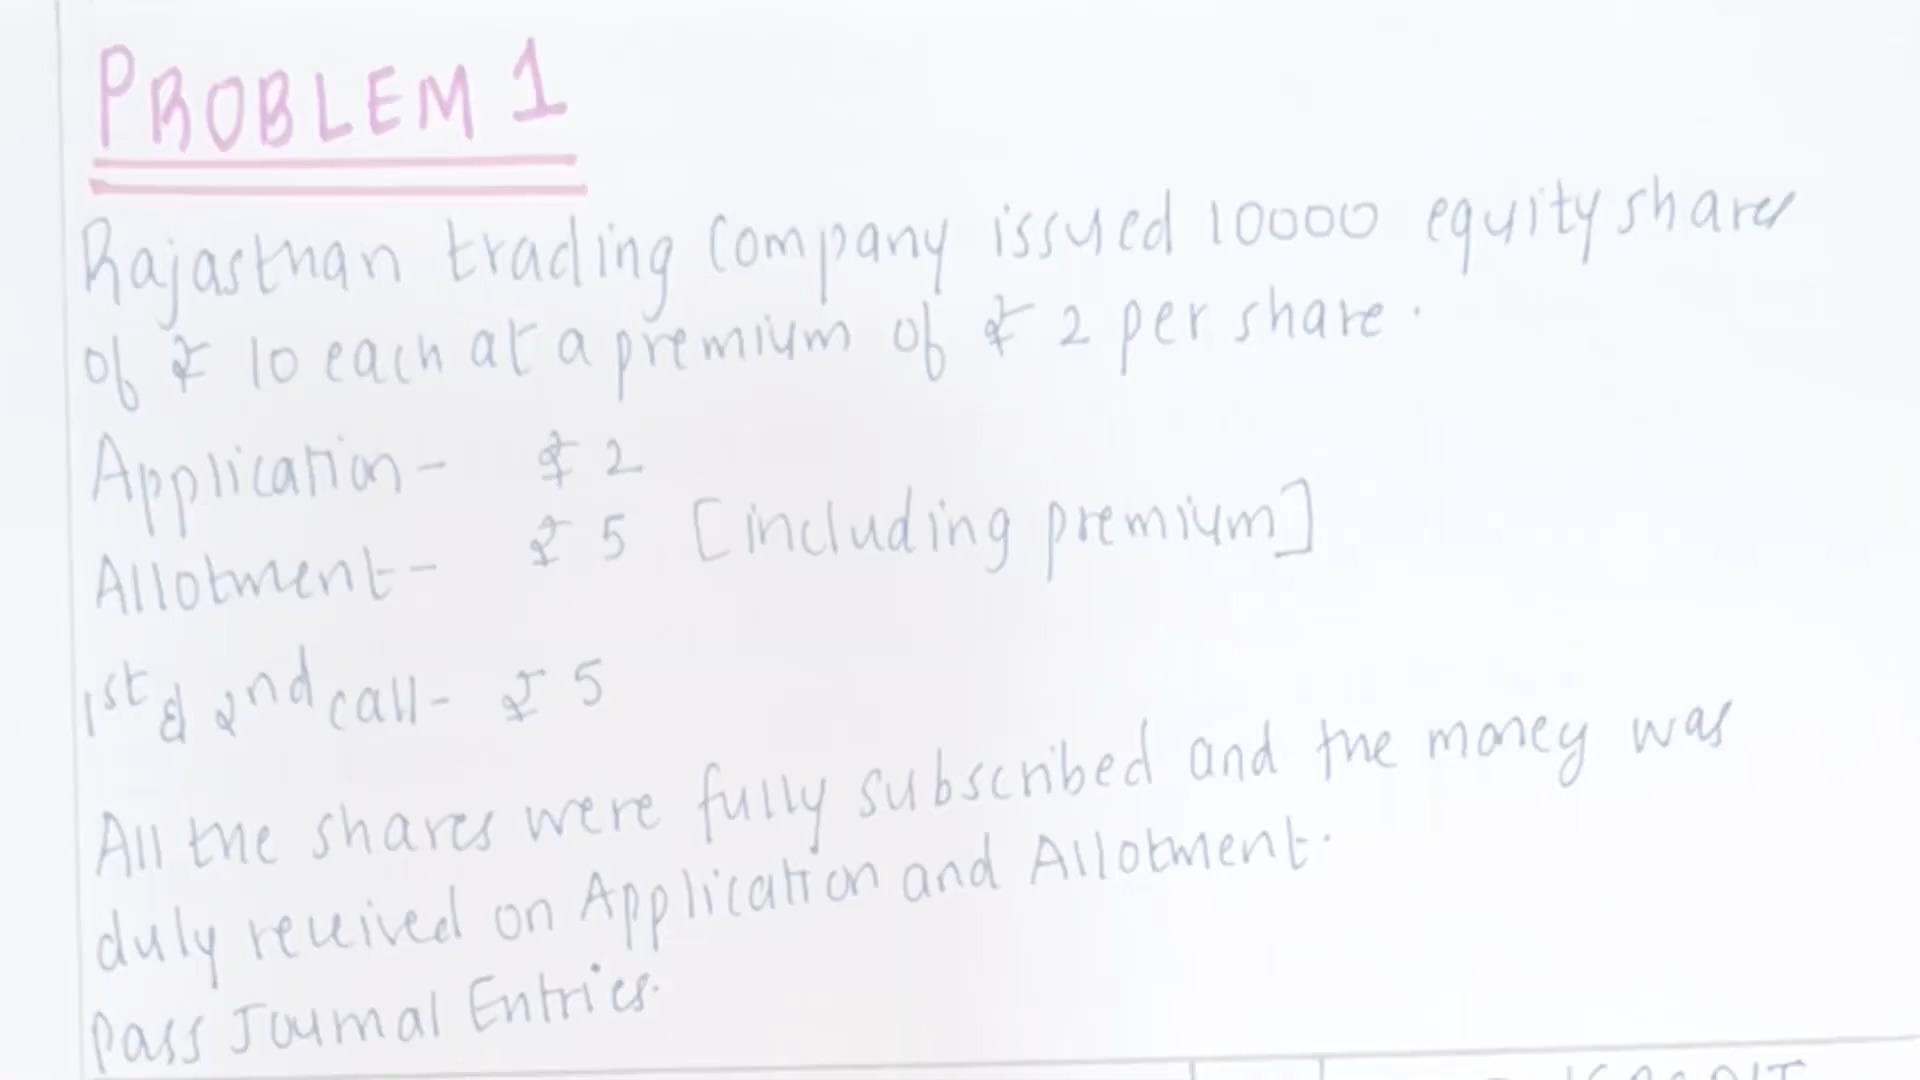 PROBLEM 1
Rajasthan trading Company issued 10000 equity shares
of ₹ 10 each at a premium of ₹ 2 per share.
Application- ₹ 2
Allotment- ₹ 5 [including premium]
1st & 2nd call- ₹ 5
All the shares were fully subscribed and the money was
duly received on Application and Allotment.
Pass Journal Entries.